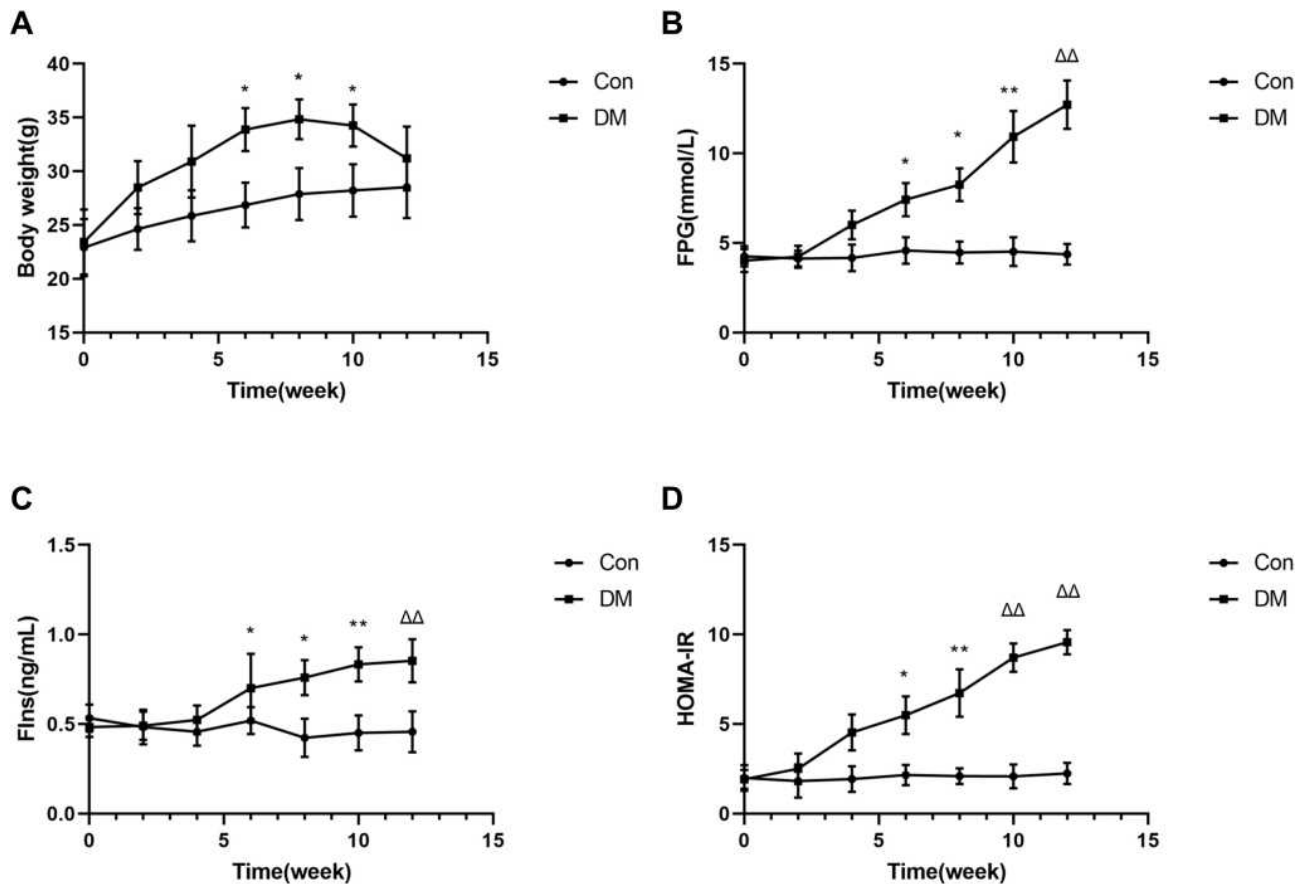 A
Body weight(g)
40
35
30
25
20
15
0
5
10
15
Time(week)
*
*
*
Con
DM
B
FPG(mmol/L)
15
10
5
0
0
5
10
15
Time(week)
*
*
**
ΔΔ
Con
DM
C
FIns(ng/mL)
1.5
1.0
0.5
0.0
0
5
10
15
Time(week)
*
*
**
ΔΔ
Con
DM
D
HOMA-IR
15
10
5
0
0
5
10
15
Time(week)
*
**
ΔΔ
ΔΔ
Con
DM